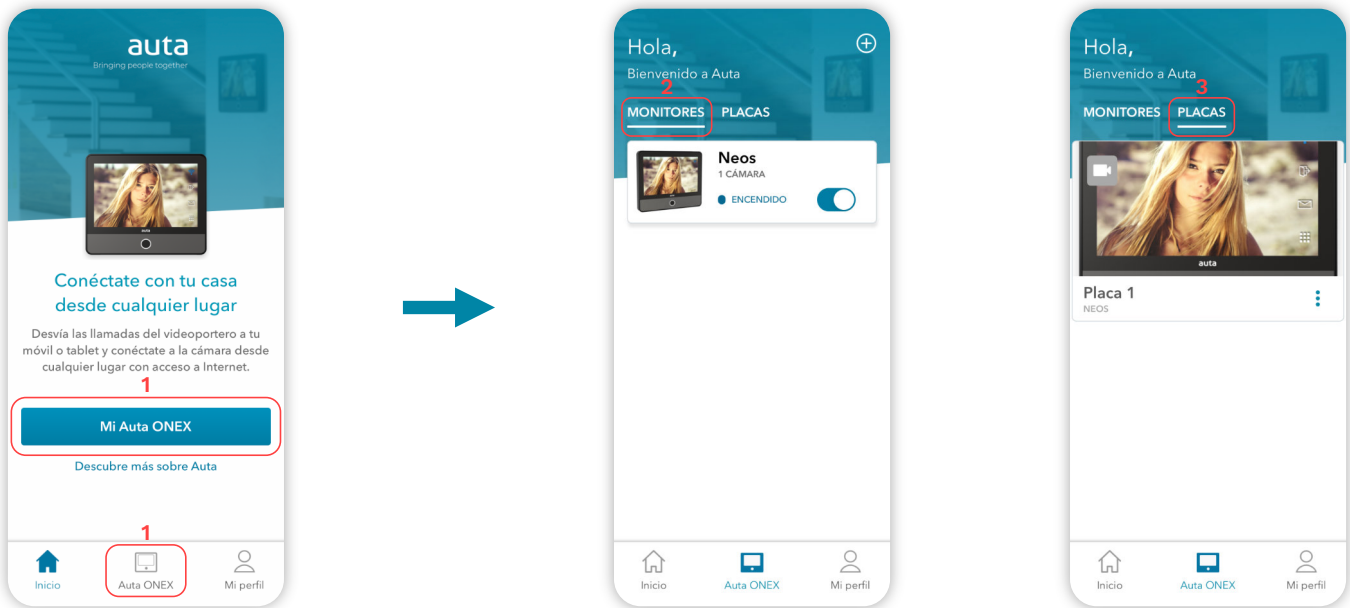 auta
Bringing people together
auta
Conéctate con tu casa
desde cualquier lugar
Desvía las llamadas del videoportero a tu
móvil o tablet y conéctate a la cámara desde
cualquier lugar con acceso a Internet.
1
Mi Auta ONEX
Descubre más sobre Auta
1
Inicio
Auta ONEX
Mi perfil
Hola,
Bienvenido a Auta
2
MONITORES
PLACAS
Neos
1 CÁMARA
ENCENDIDO
Inicio
Auta ONEX
Mi perfil
Hola,
Bienvenido a Auta
3
MONITORES
PLACAS
auta
Placa 1
NEOS
Inicio
Auta ONEX
Mi perfil